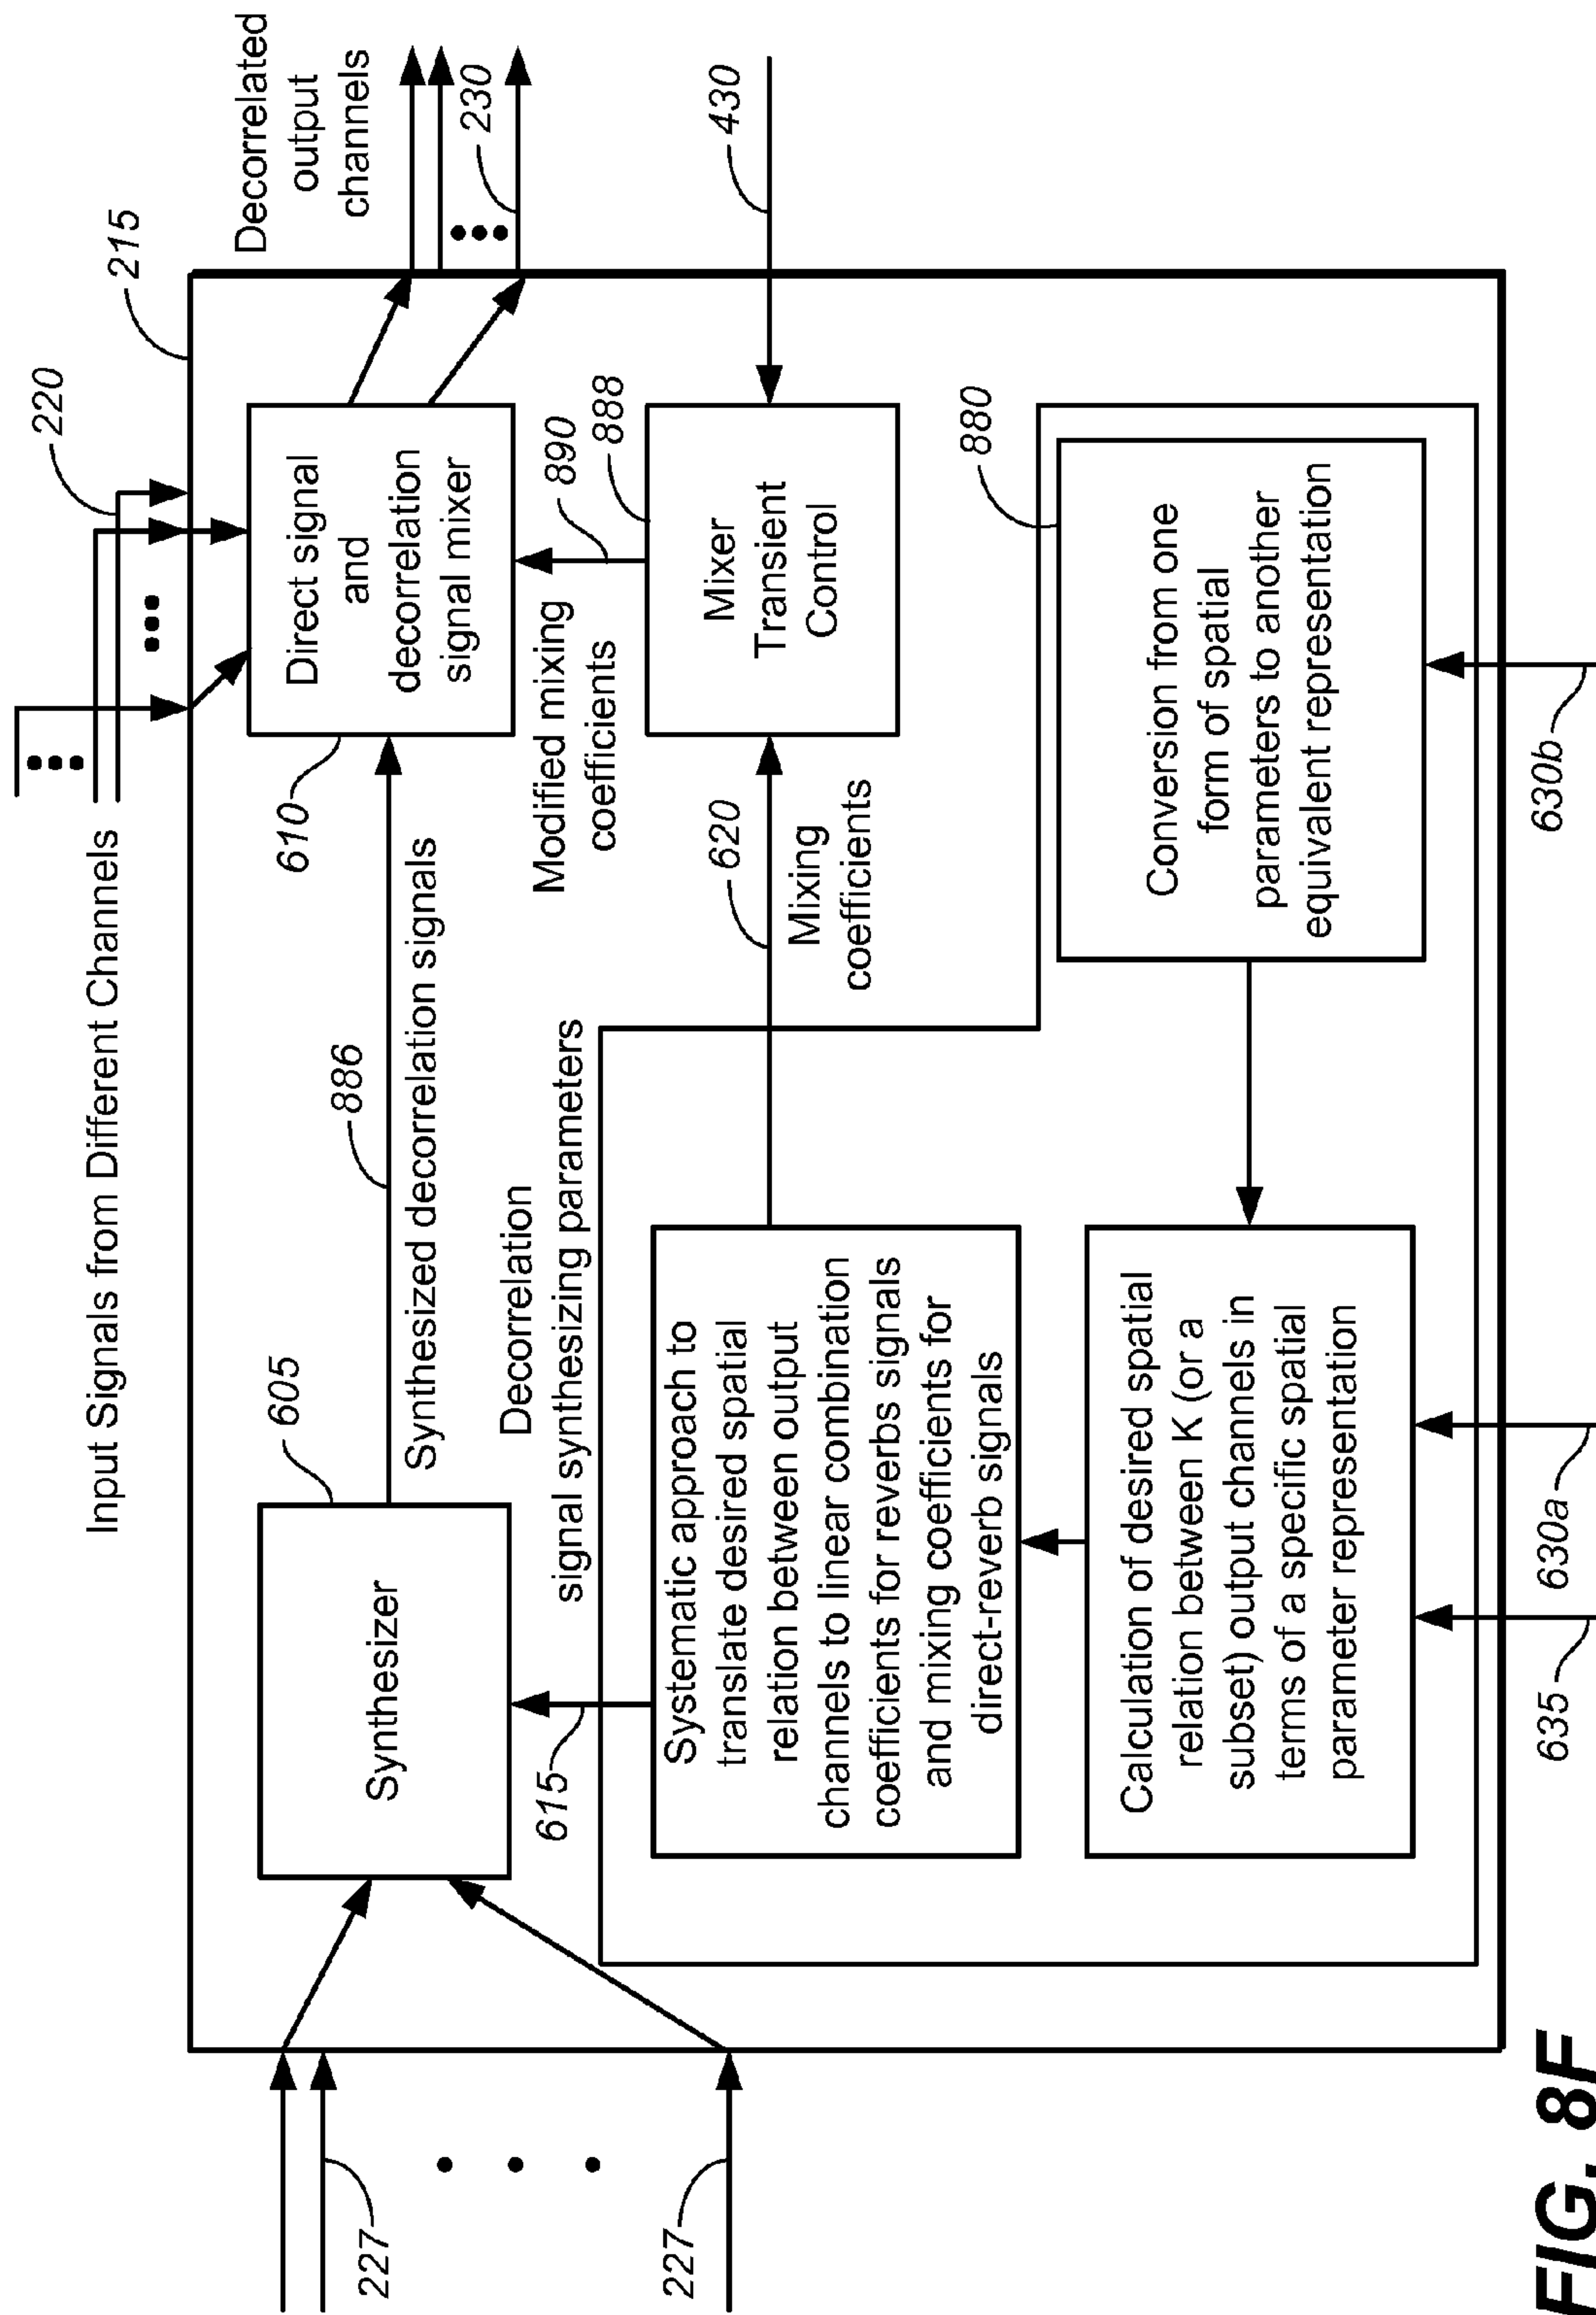 Input Signals from Different Channels
220
215
Decorrelated
output
channels
230
227
227
605
Synthesizer
886
Synthesized decorrelation signals
610
Direct signal
and
decorrelation
signal mixer
Modified mixing
coefficients
890
888
Mixer
Transient
Control
430
620
Mixing
coefficients
Decorrelation
signal synthesizing parameters
615
Systematic approach to
translate desired spatial
relation between output
channels to linear combination
coefficients for reverbs signals
and mixing coefficients for
direct-reverb signals
880
Conversion from one
form of spatial
parameters to another
equivalent representation
Calculation of desired spatial
relation between K (or a
subset) output channels in
terms of a specific spatial
parameter representation
635
630a
630b
FIG. 8F